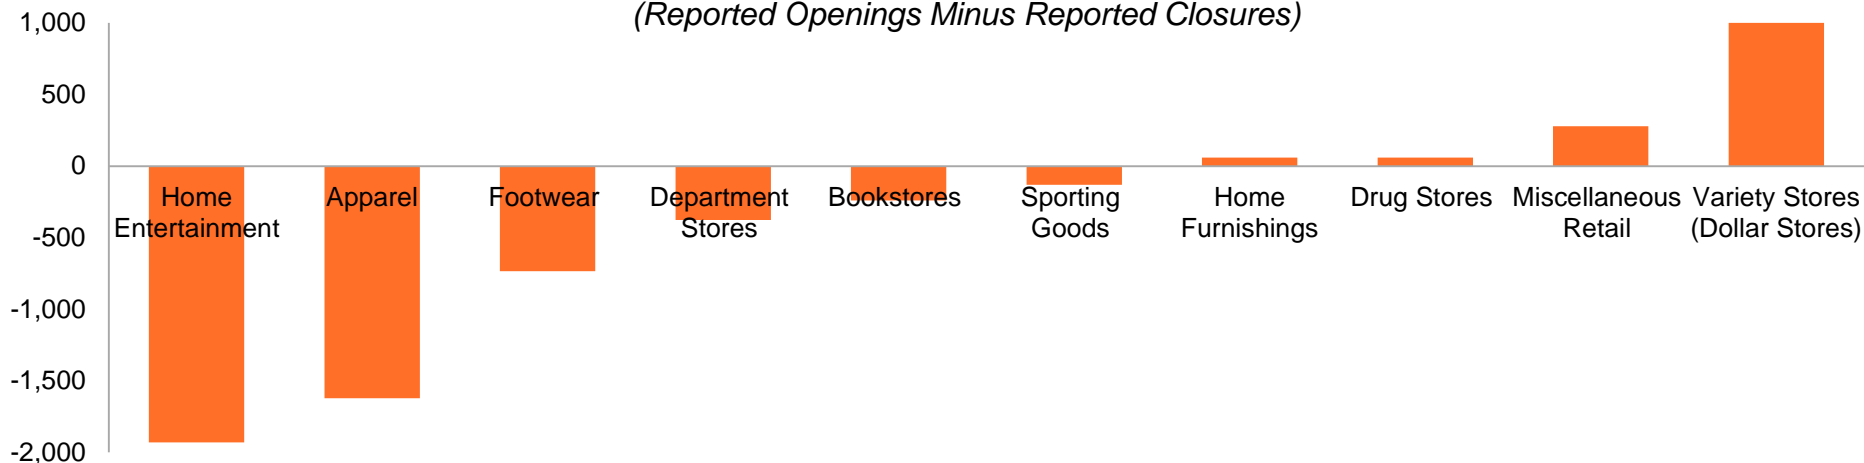 (Reported Openings Minus Reported Closures)
1,000
500
0
-500
-1,000
-1,500
-2,000
Home
Entertainment
Apparel
Footwear
Department
Stores
Bookstores
Sporting
Goods
Home
Furnishings
Drug Stores
Miscellaneous
Retail
Variety Stores
(Dollar Stores)